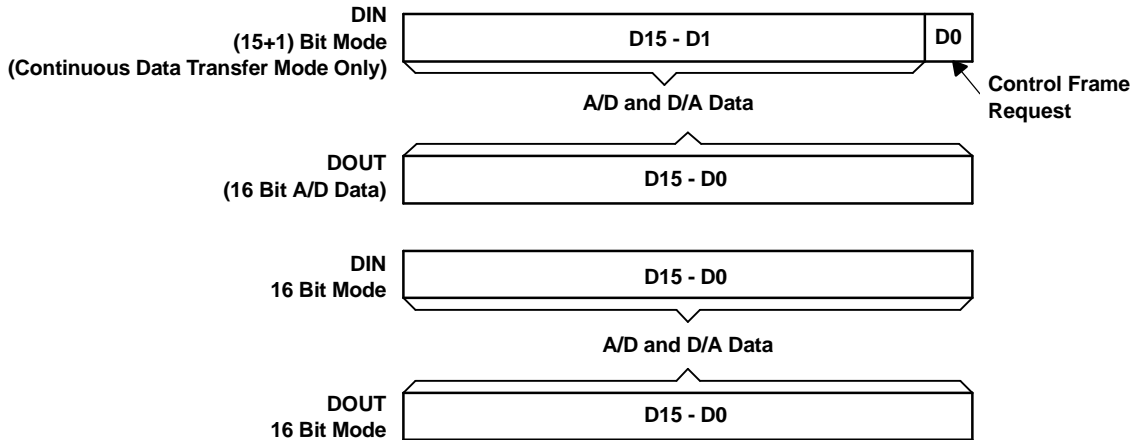 DIN
(15+1) Bit Mode
(Continuous Data Transfer Mode Only)
D15 - D1
D0
Control Frame
Request
A/D and D/A Data
DOUT
(16 Bit A/D Data)
D15 - D0
DIN
16 Bit Mode
D15 - D0
A/D and D/A Data
DOUT
16 Bit Mode
D15 - D0